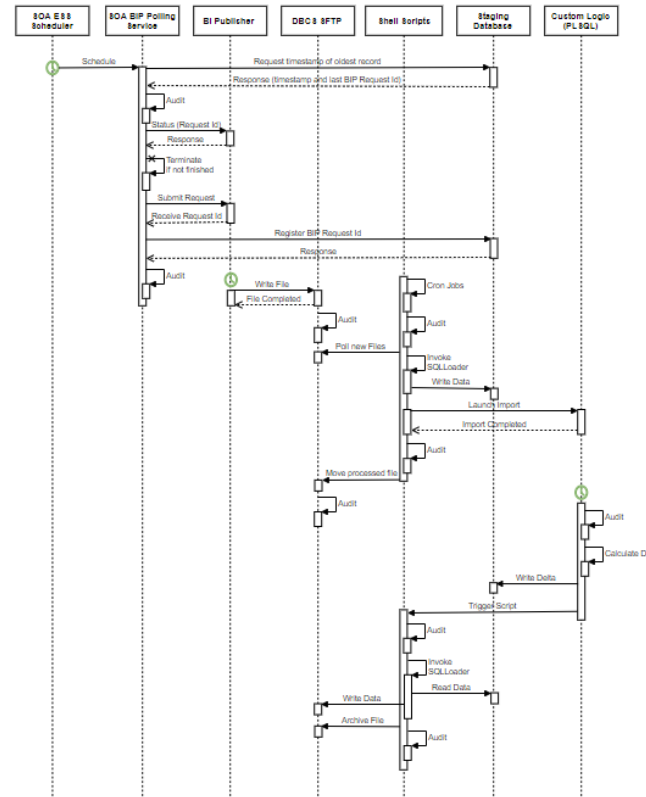 SOA ESS
Scheduler
SOA BIP Polling
Service
BI Publisher
DBCS SFTP
Shell Scripts
Staging
Database
Custom Logic
(PLSQL)
Schedule
Request timestamp of oldest record
Response (timestamp and last BIP Request Id)
Audit
Status (Request Id)
Response
Terminate
if not finished
Submit Request
Receive Request Id
Register BIP Request Id
Response
Audit
Write File
File Completed
Cron Jobs
Audit
Audit
Poll new Files
Invoke
SQLLoader
Write Data
Launch Import
Import Completed
Audit
Move processed file
Audit
Audit
Calculate D
Write Delta
Trigger Script
Audit
Invoke
SQLLoader
Read Data
Write Data
Archive File
Audit